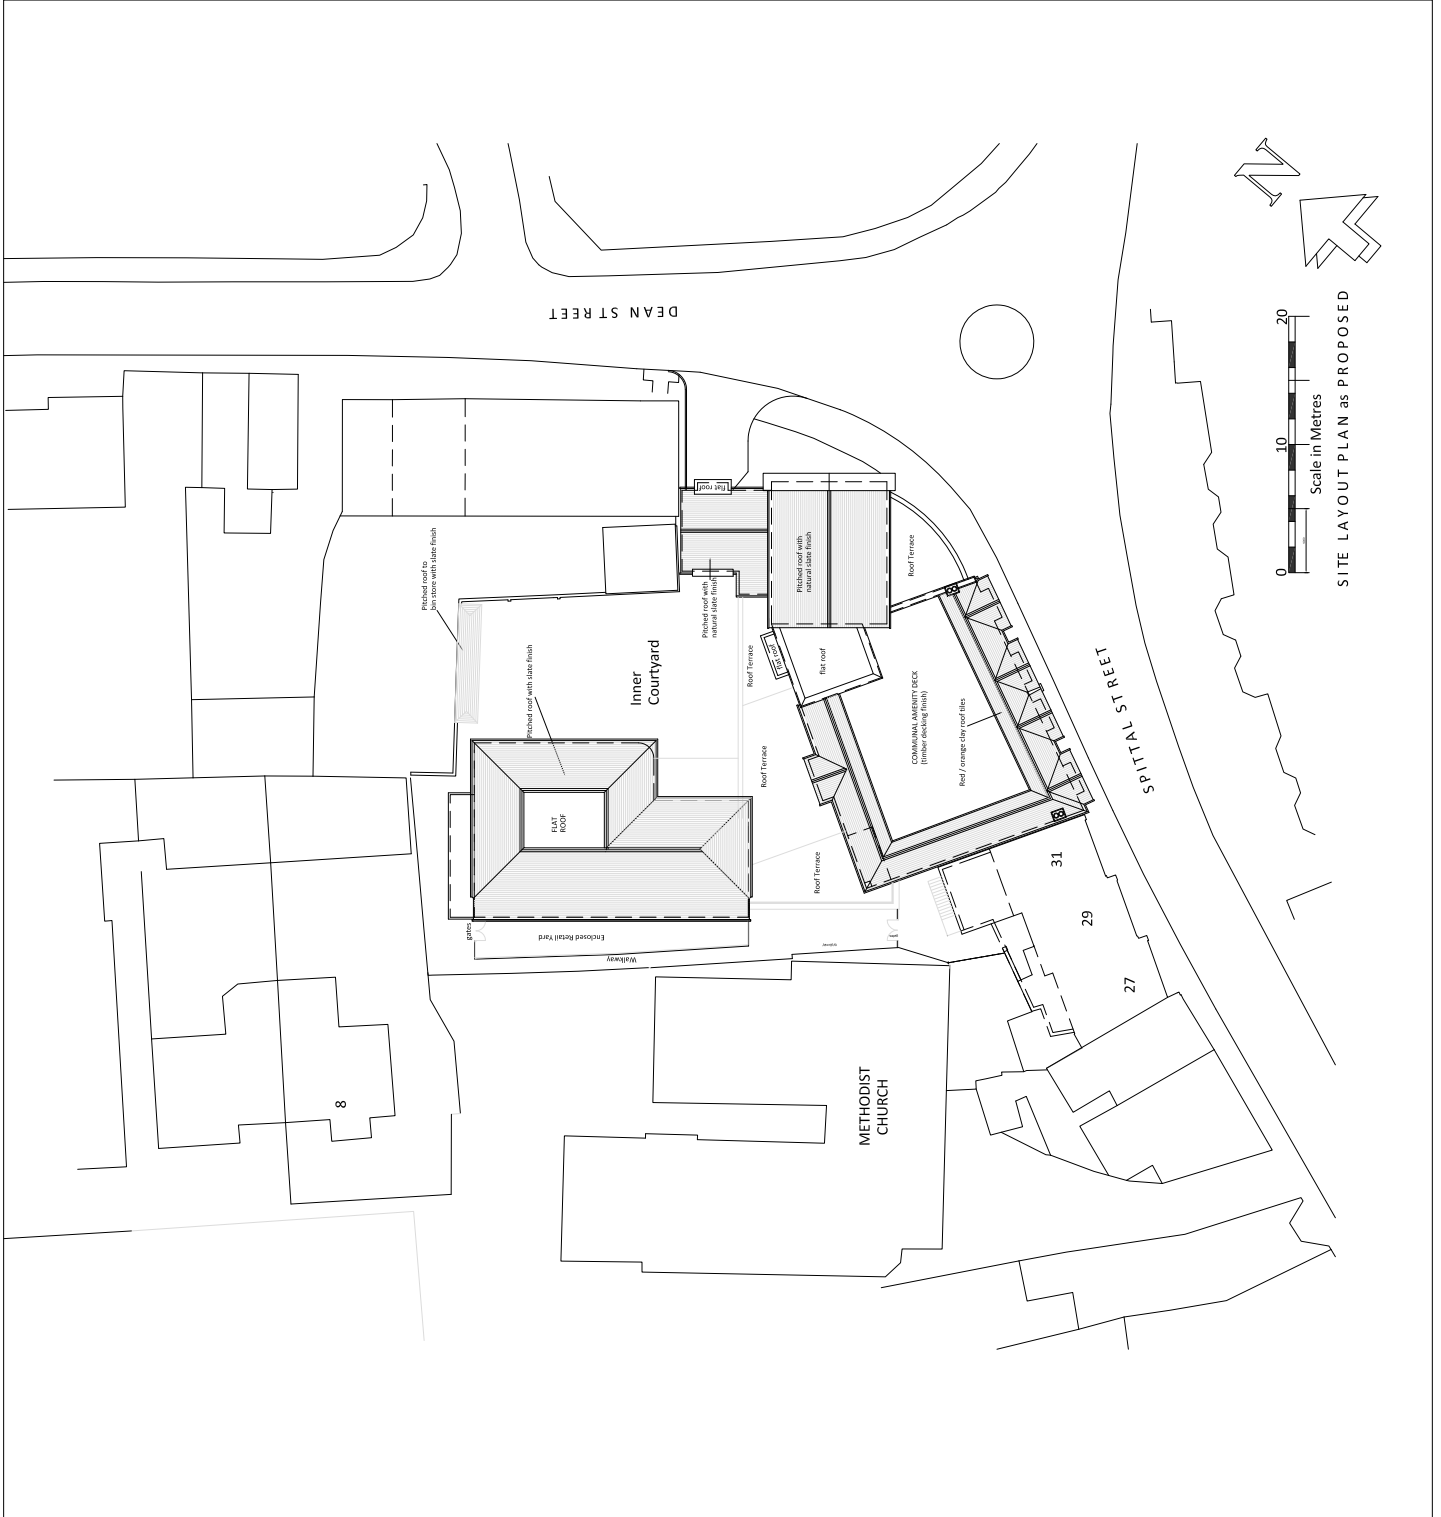 N
DEAN STREET
SITE LAYOUT PLAN as PROPOSED
Scale in Metres
0
10
20
SPITTAL STREET
flat roof
Pitched roof with
natural slate finish
Roof Terrace
Pitched roof to
bin store with slate finish
Pitched roof with
natural slate finish
Pitched roof with slate finish
Inner
Courtyard
Roof Terrace
flat roof
flat roof
COMMUNAL AMENITY DECK
(timber decking finish)
Red / orange clay roof tiles
Roof Terrace
FLAT
ROOF
Roof Terrace
31
29
27
gates
Enclosed Retail Yard
Walkway
gates
METHODIST
CHURCH
8